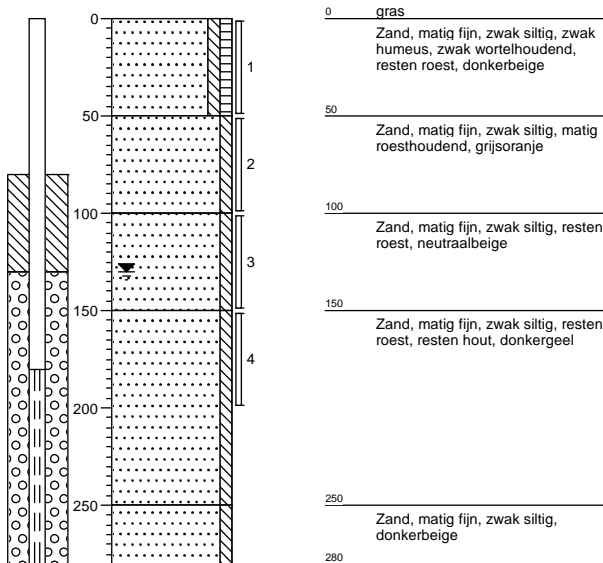 0
50
100
150
200
250
1
2
3
4
0
gras
Zand, matig fijn, zwak siltig, zwak
humeus, zwak wortelhoudend,
resten roest, donkerbeige
50
Zand, matig fijn, zwak siltig, matig
roesthoudend, grijsoranje
100
Zand, matig fijn, zwak siltig, resten
roest, neutraalbeige
150
Zand, matig fijn, zwak siltig, resten
roest, resten hout, donkergeel
250
Zand, matig fijn, zwak siltig,
donkerbeige
280